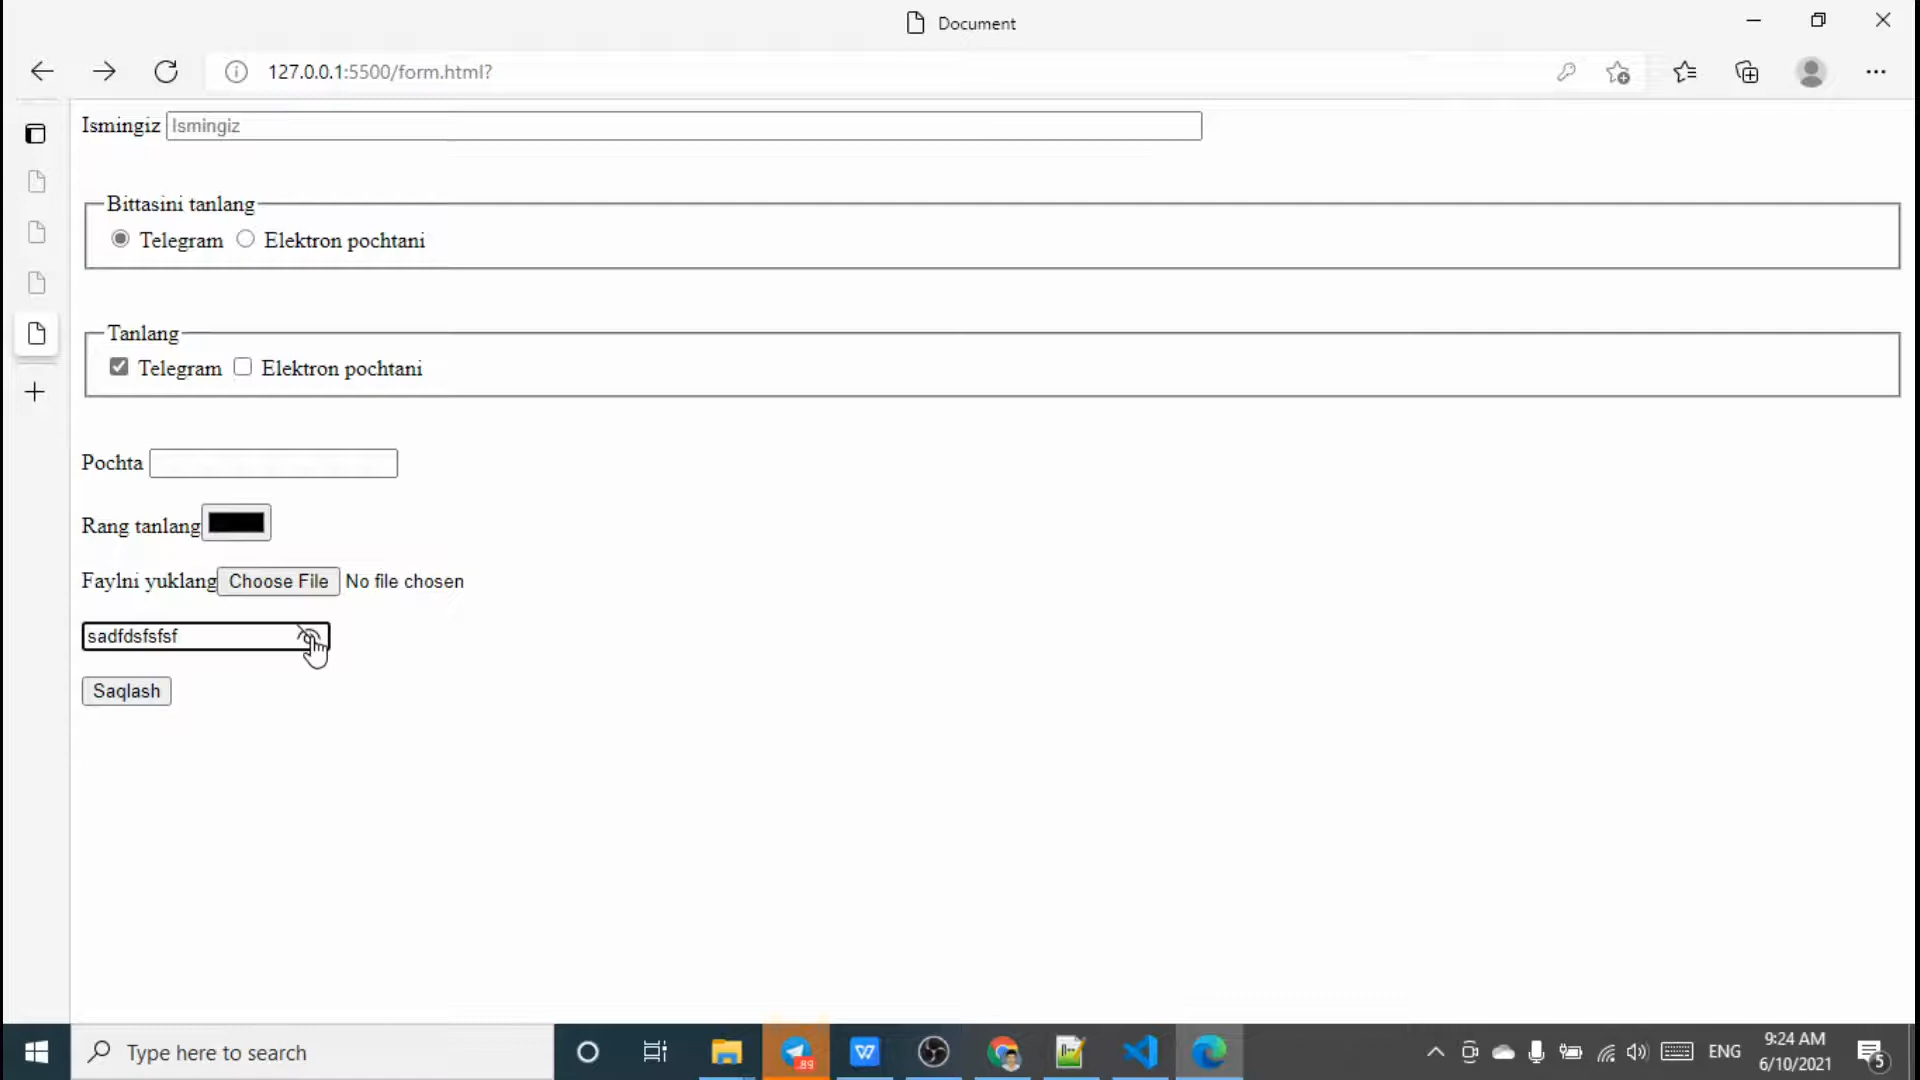 Document
127.0.0.1:5500/form.html?
Ismingiz Ismingiz
Bittasini tanlang
Telegram Elektron pochtani
Tanlang
Telegram Elektron pochtani
Pochta
Rang tanlang
Faylni yuklang Choose File No file chosen
sadfdsfsfsf
Saqlash
Type here to search
.89
ENG
9:24 AM
6/10/2021
5